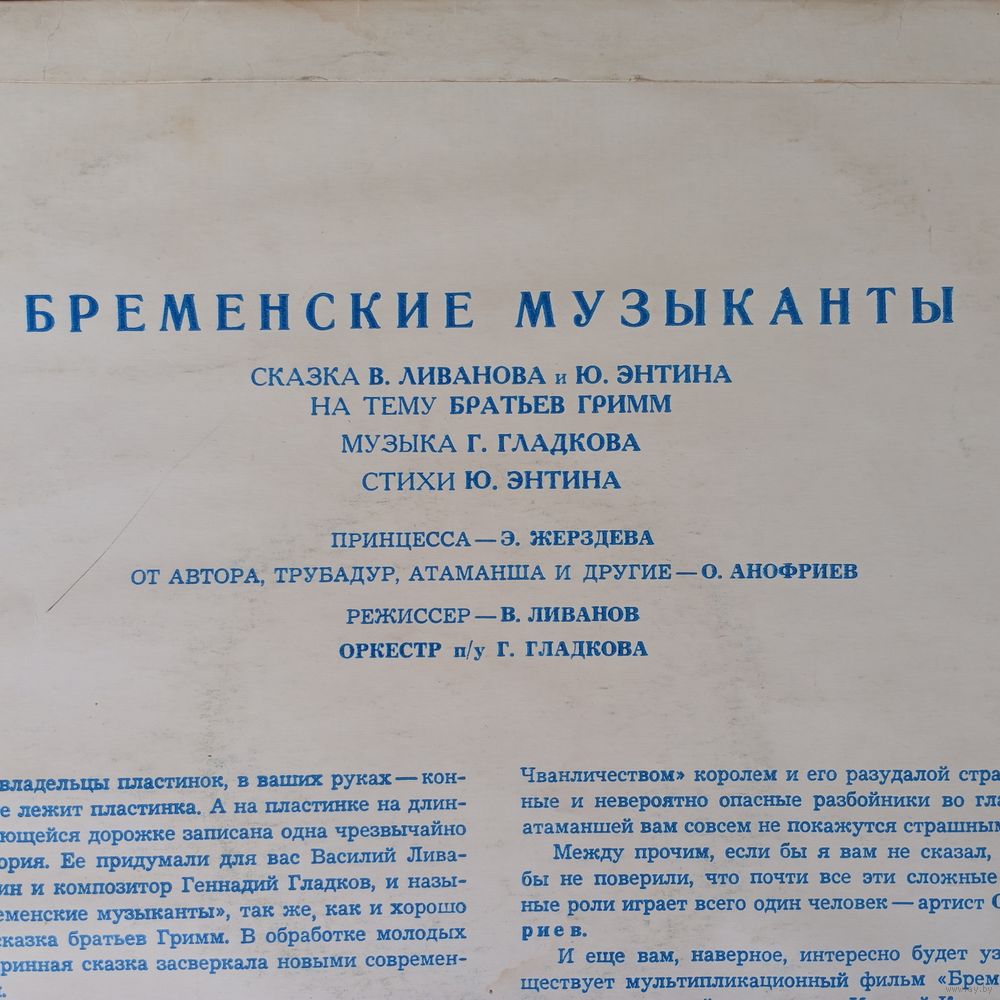 БРЕМЕНСКИЕ МУЗЫКАНТЫ
СКАЗКА В. ЛИВАНОВА и Ю. ЭНТИНА
НА ТЕМУ БРАТЬЕВ ГРИММ
МУЗЫКА Г. ГЛАДКОВА
СТИХИ Ю. ЭНТИНА
ПРИНЦЕССА — Э. ЖЕРЗДЕВА
ОТ АВТОРА, ТРУБАДУР, АТАМАНША И ДРУГИЕ — О. АНОФРИЕВ
РЕЖИССЕР — В. ЛИВАНОВ
ОРКЕСТР п/у Г. ГЛАДКОВА
владельцы пластинок, в ваших руках — кон-
е лежит пластинка. А на пластинке на длин-
ющейся дорожке записана одна чрезвычайно
ория. Ее придумали для вас Василий Лива-
ин и композитор Геннадий Гладков, и назы-
еменские музыканты», так же, как и хорошо
сказка братьев Гримм. В обработке молодых
ринная сказка засверкала новыми современ-
Чванличеством» королем и его разудалой стра
ные и невероятно опасные разбойники во гла
атаманшей вам совсем не покажутся страшным
Между прочим, если бы я вам не сказал,
бы не поверили, что почти все эти сложные
ные роли играет всего один человек — артист О
риев.
И еще вам, наверное, интересно будет уз
ществует мультипликационный фильм «Брем
www.ay.by